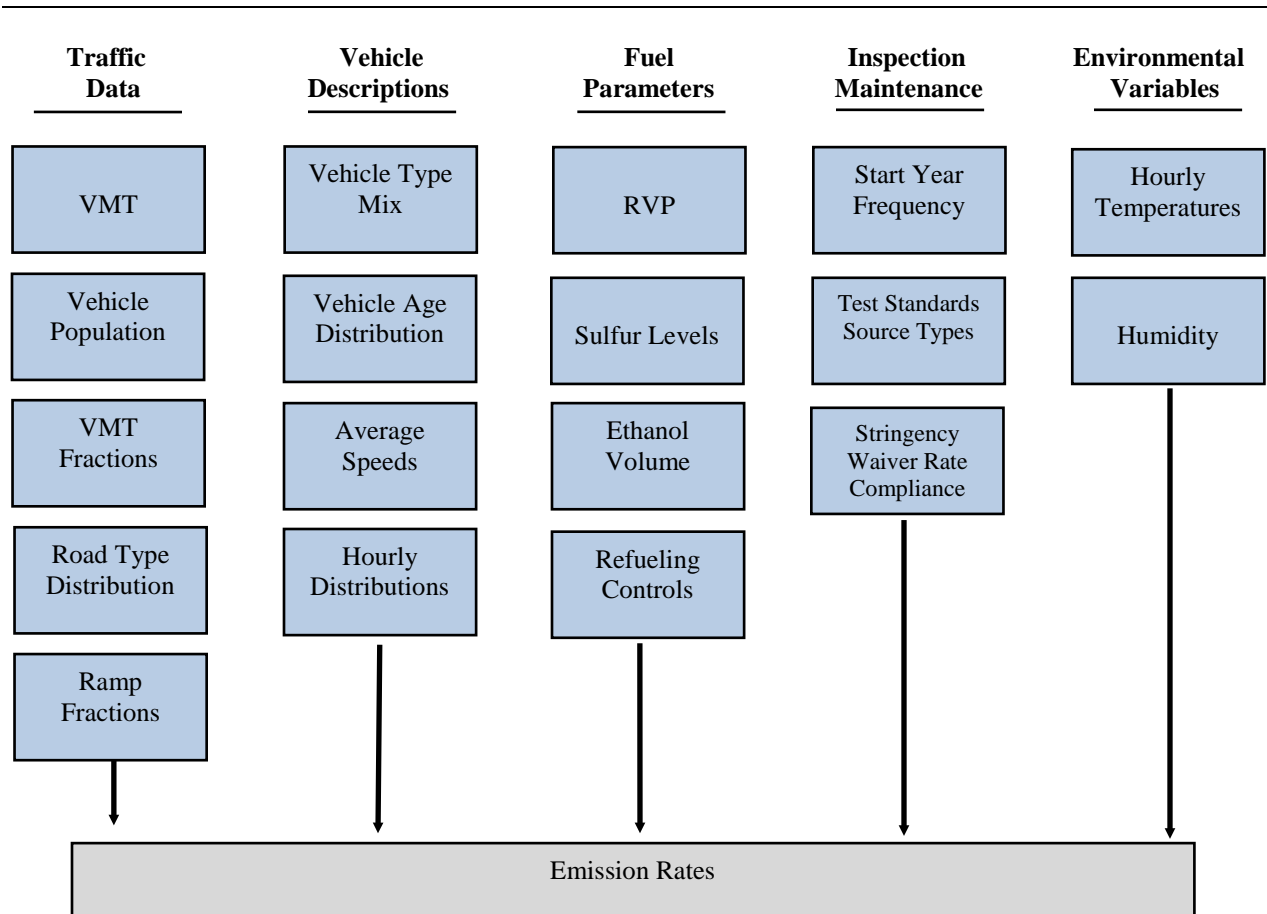 Traffic
Data
Vehicle
Descriptions
Fuel
Parameters
Inspection
Maintenance
Environmental
Variables
VMT
Vehicle
Population
VMT
Fractions
Road Type
Distribution
Ramp
Fractions
Vehicle Type
Mix
Vehicle Age
Distribution
Average
Speeds
Hourly
Distributions
RVP
Sulfur Levels
Ethanol
Volume
Refueling
Controls
Start Year
Frequency
Test Standards
Source Types
Stringency
Waiver Rate
Compliance
Hourly
Temperatures
Humidity
Emission Rates